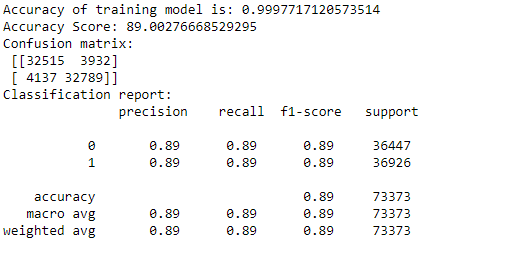 Accuracy of training model is: 0.9997717120573514
Accuracy Score: 89.00276668529295
Confusion matrix:
[[32515  3932]
[ 4137 32789]]
Classification report:
precision    recall  f1-score   support
0       0.89      0.89      0.89     36447
1       0.89      0.89      0.89     36926
accuracy                           0.89     73373
macro avg       0.89      0.89      0.89     73373
weighted avg       0.89      0.89      0.89     73373